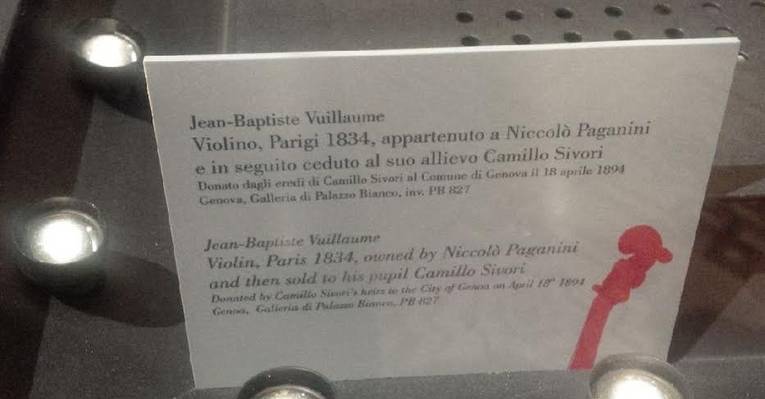 Jean-Baptiste Vuillaume
Violino, Parigi 1834, appartenuto a Niccolò Paganini
e in seguito ceduto al suo allievo Camillo Sivori
Donato dagli eredi di Camillo Sivori al Comune di Genova il 18 aprile 1894
Genova, Galleria di Palazzo Bianco, inv. PB 827
Jean-Baptiste Vuillaume
Violin, Paris 1834, owned by Niccolò Paganini
and then sold to his pupil Camillo Sivori
Donated by Camillo Sivori's heirs to the City of Genoa on April 18º 1894
Genoa, Galleria di Palazzo Bianco, PB 827